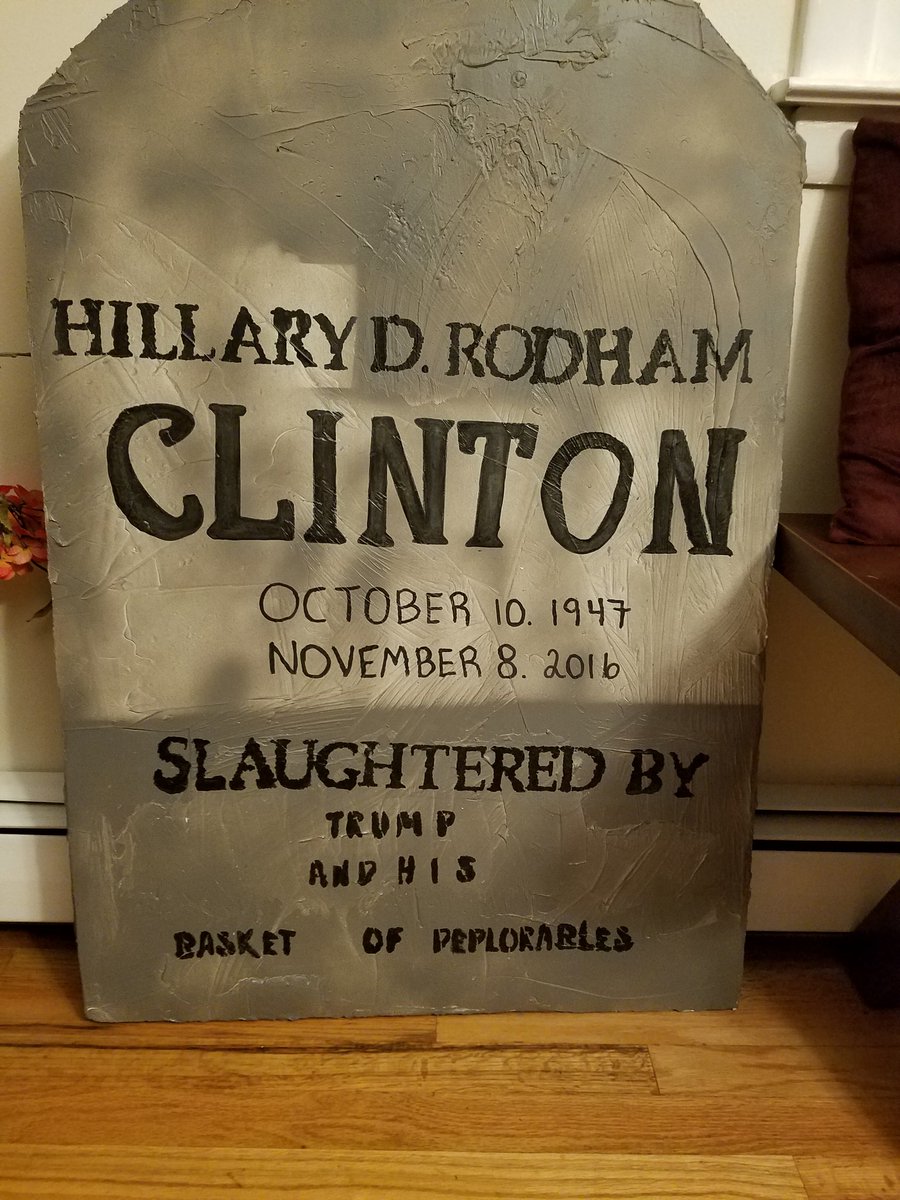 HILLARY D. RODHAM
CLINTON
OCTOBER 10. 1947
NOVEMBER 8. 2016
SLAUGHTERED BY
TRUMP
AND HIS
BASKET OF DEPLORABLES